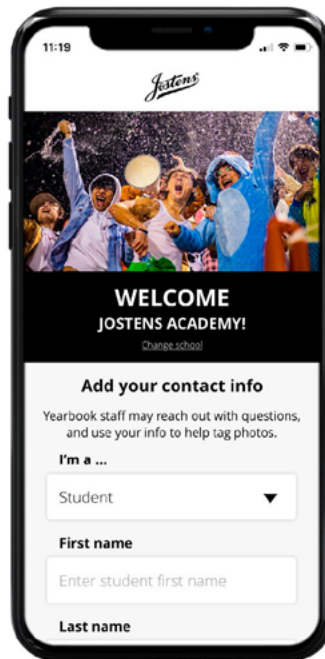 11:19
Jostens
WELCOME
JOSTENS ACADEMY!
Change school
Add your contact info
Yearbook staff may reach out with questions,
and use your info to help tag photos.
I'm a ...
Student
First name
Enter student first name
Last name